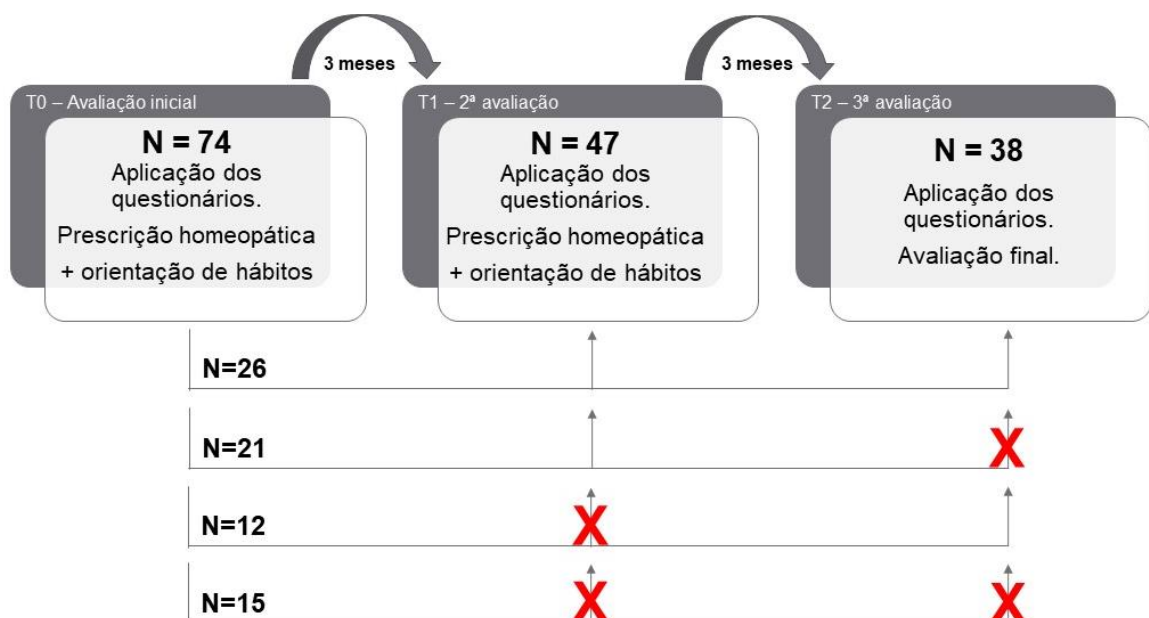 3 meses
3 meses
T0 – Avaliação inicial
N = 74
Aplicação dos
questionários.
Prescrição homeopática
+ orientação de hábitos
T1 – 2ª avaliação
N = 47
Aplicação dos
questionários.
Prescrição homeopática
+ orientação de hábitos
T2 – 3ª avaliação
N = 38
Aplicação dos
questionários.
Avaliação final.
N=26
N=21
X
N=12
X
N=15
X
X